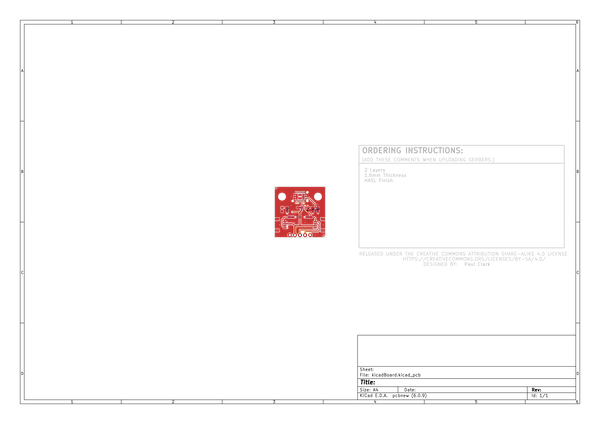 1 2 3 4 5 6
A A
ORDERING INSTRUCTIONS:
(ADD THESE COMMENTS WHEN UPLOADING GERBERS.)
2 Layers
1.6mm Thickness
HASL Finish
B B
RELEASED UNDER THE CREATIVE COMMONS ATTRIBUTION SHARE-ALIKE 4.0 LICENSE
HTTPS://CREATIVECOMMONS.ORG/LICENSES/BY-SA/4.0/
DESIGNED BY: Paul Clark
C C
Sheet:
File: kicadBoard.kicad_pcb
D D
Title:
Size: A4 Date: Rev:
KiCad E.D.A. pcbnew (6.0.9) Id: 1/1
1 2 3 4 5 6